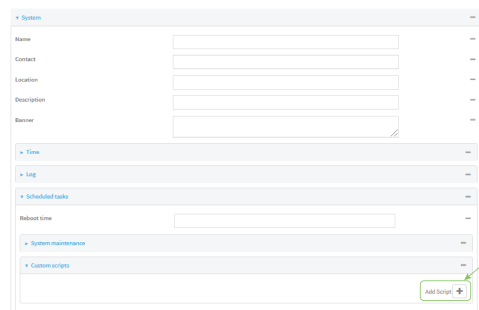 System
Name
Contact
Location
Description
Banner
Time
Log
Scheduled tasks
Reboot time
System maintenance
Custom scripts
Add Script